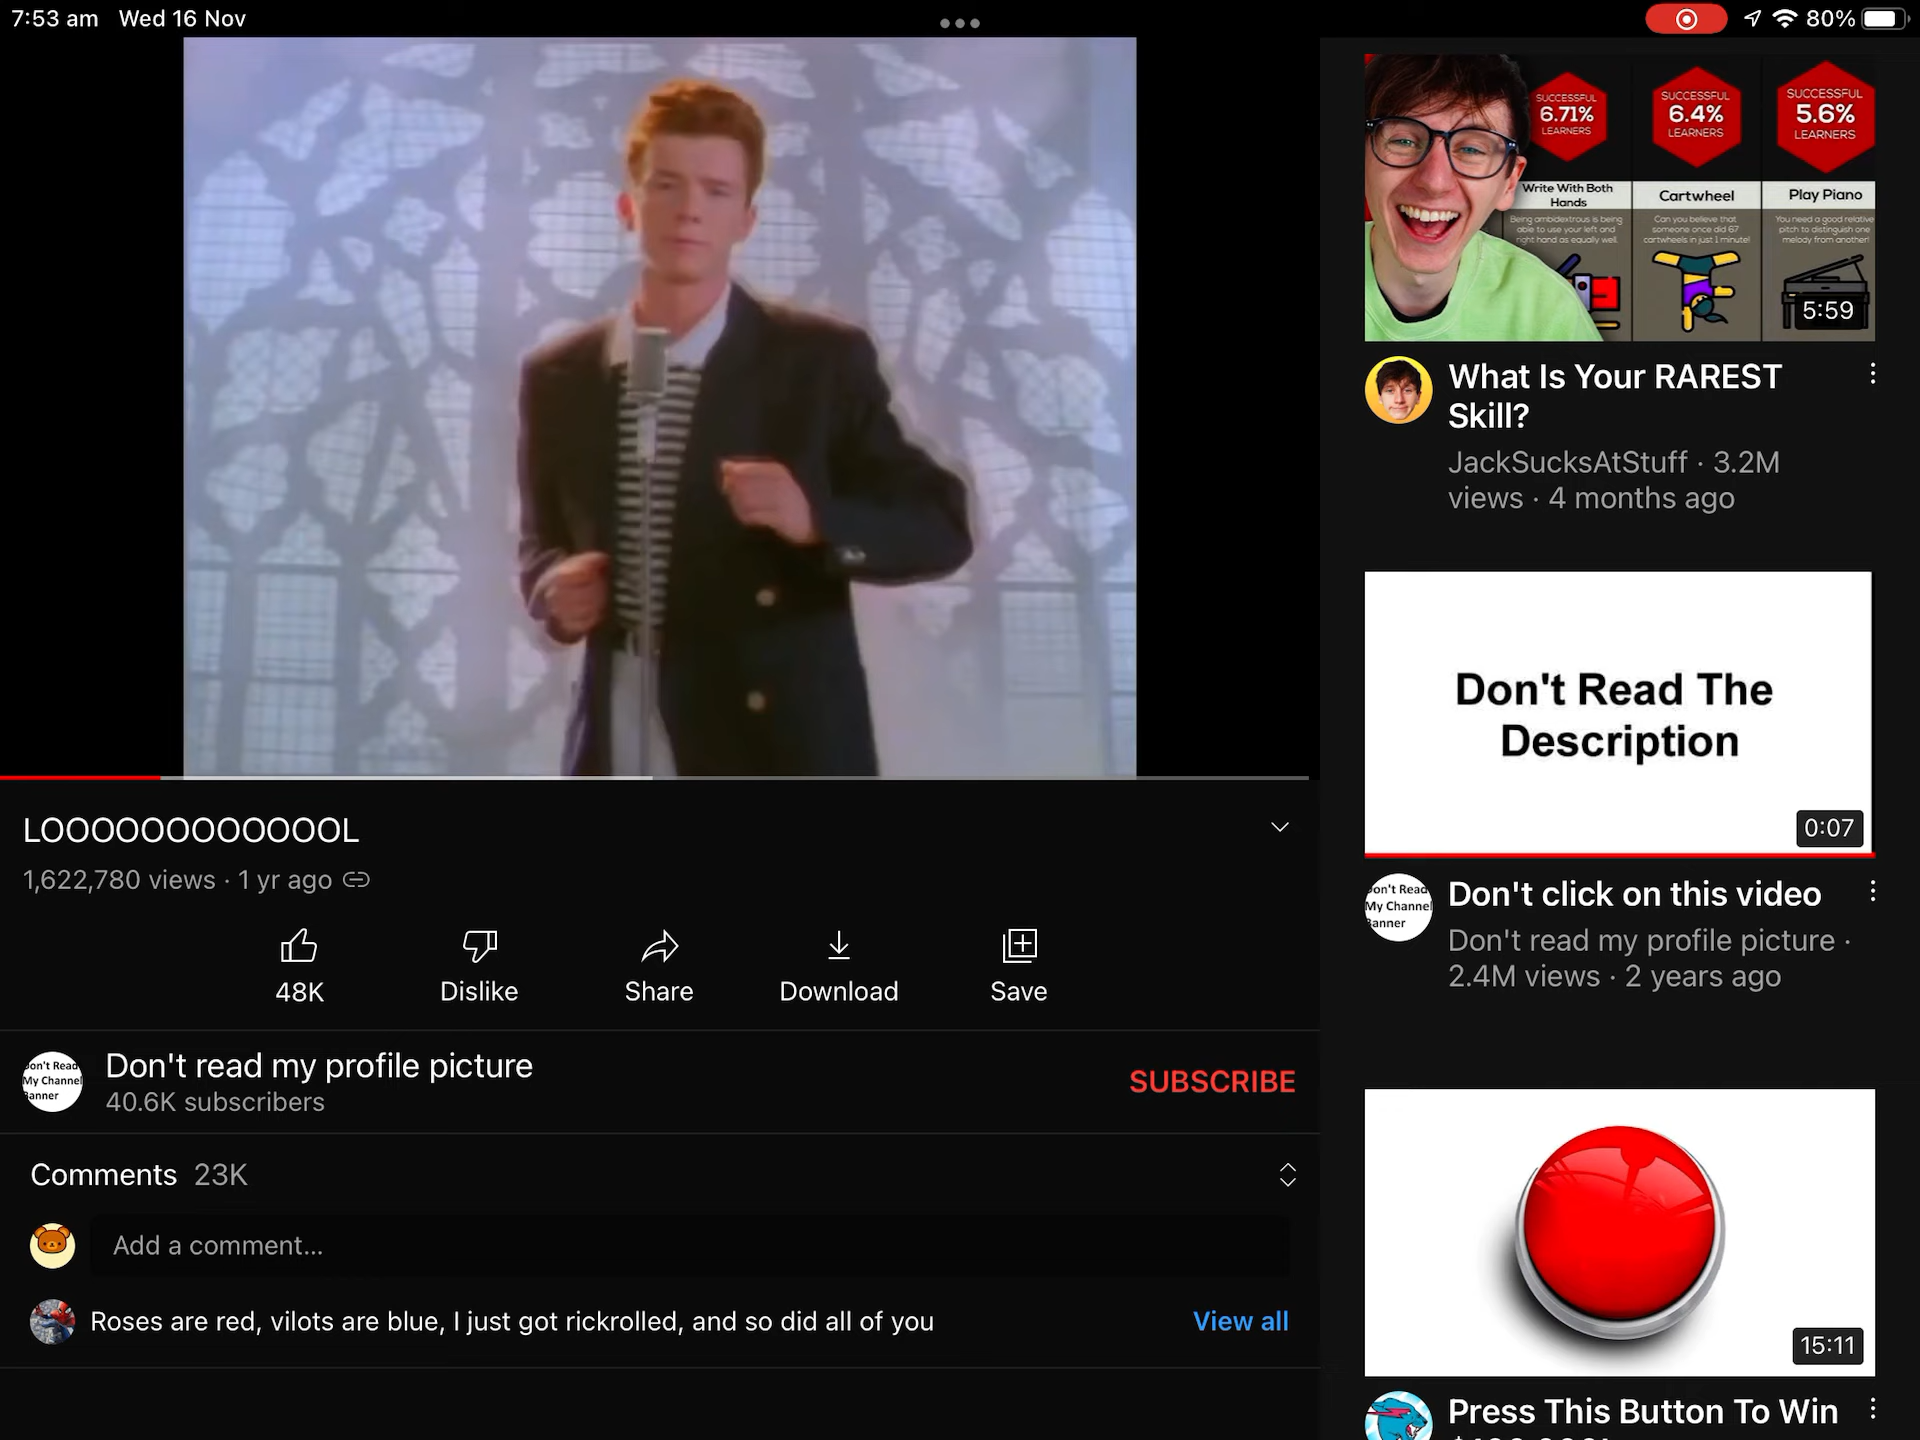 7:53 am Wed 16 Nov
80%
LOOOOOOOOOOOOL
1,622,780 views · 1 yr ago
48K
Dislike
Share
Download
Save
Don't read my profile picture
40.6K subscribers
SUBSCRIBE
on't Read
My Channel
Banner
Comments 23K
Add a comment...
Roses are red, vilots are blue, I just got rickrolled, and so did all of you
View all
SUCCESSFUL
6.71%
LEARNERS
SUCCESSFUL
6.4%
LEARNERS
SUCCESSFUL
5.6%
LEARNERS
Write With Both
Hands
Being ambidextrous is being
able to use your left and
right hand as equally well.
Cartwheel
Can you believe that
someone once did 67
cartwheels in just 1 minute!
Play Piano
You need a good relative
pitch to distinguish one
melody from another!
5:59
What Is Your RAREST
Skill?
JackSucksAtStuff · 3.2M
views · 4 months ago
Don't Read The
Description
0:07
on't Read
My Channel
Banner
Don't click on this video
Don't read my profile picture ·
2.4M views · 2 years ago
15:11
Press This Button To Win